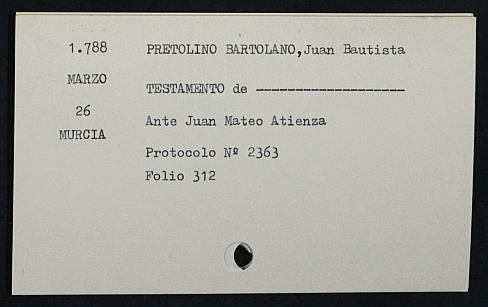 1.788 PRETOLINO BARTOLANO,Juan Bautista
MARZO
TESTAMENTO de -------------------
26
Ante Juan Mateo Atienza
MURCIA
Protocolo Nº 2363
Folio 312